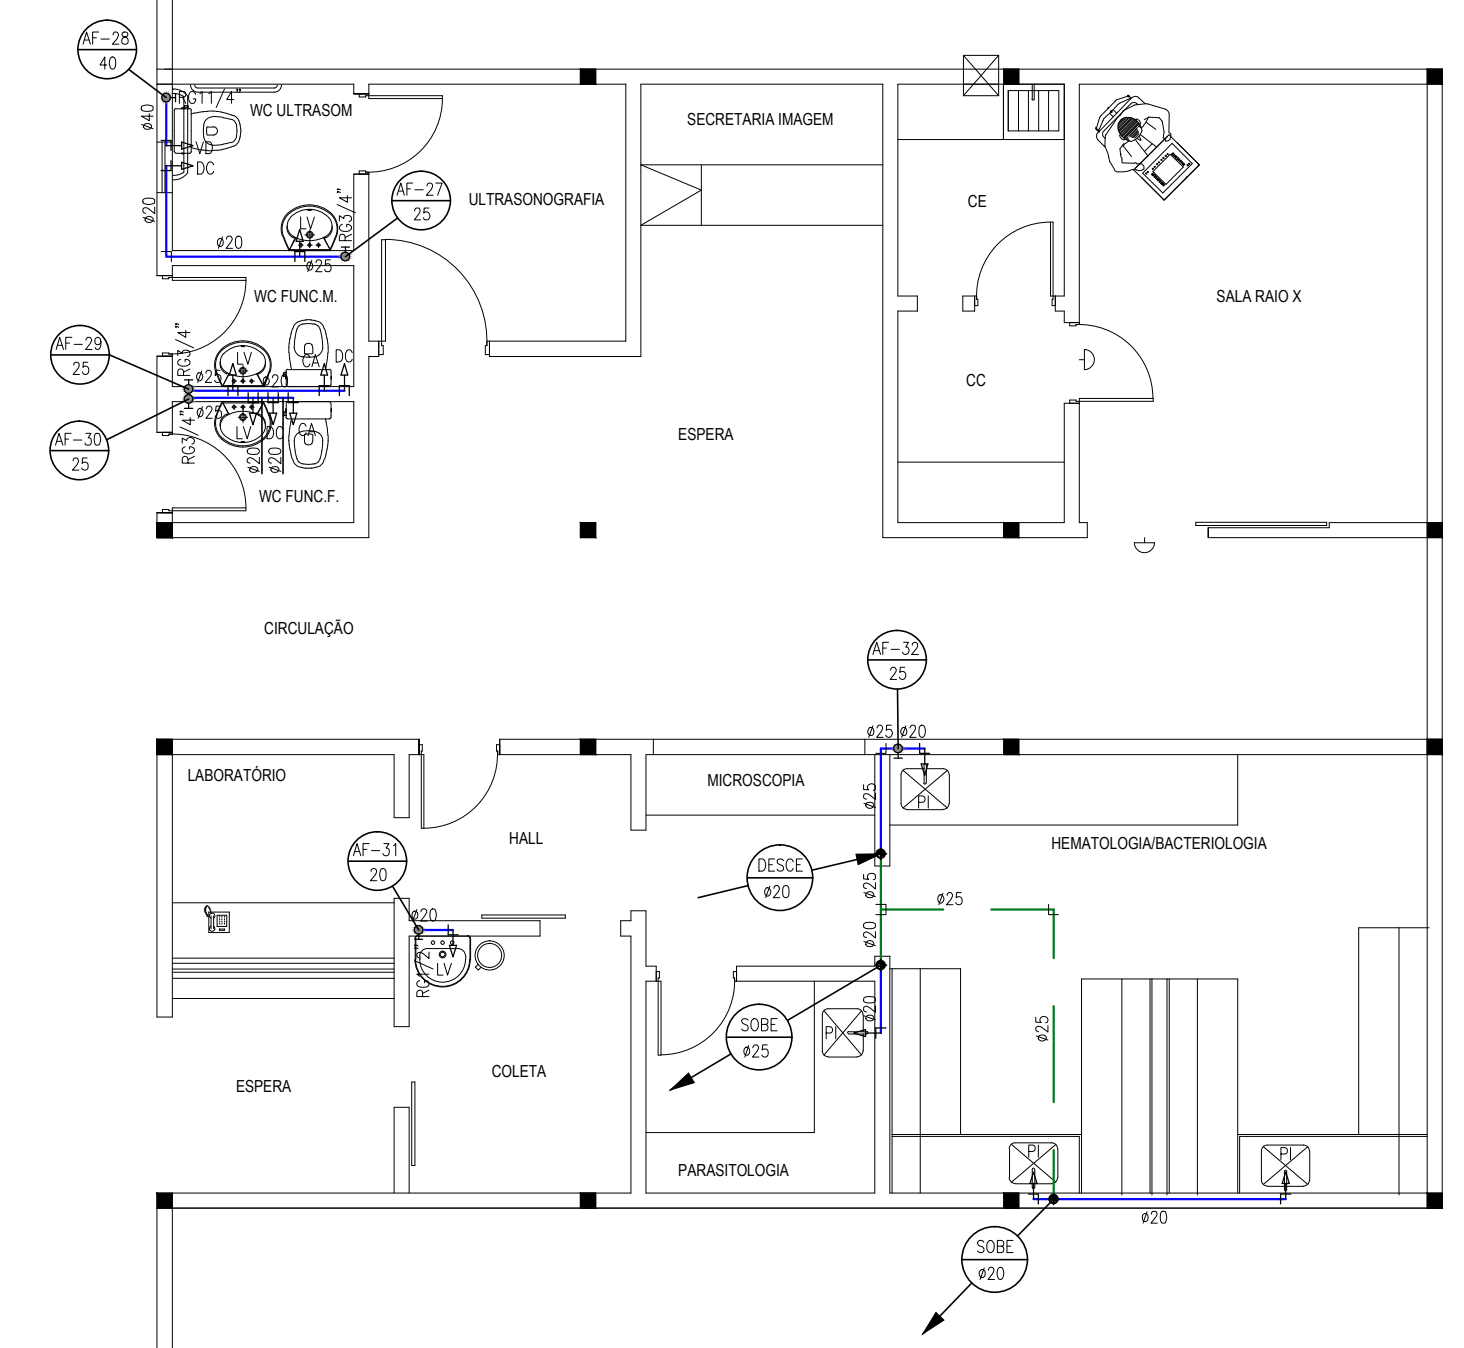 AF-28
40
RG11/4"
WC ULTRASOM
ø40
VD
DC
ø20
ø20
LV
RG3/4"
ø25
AF-27
25
ULTRASONOGRAFIA
SECRETARIA IMAGEM
CE
SALA RAIO X
WC FUNC.M.
AF-29
25
RG3/4"
ø25
LV
ø20
CA
DC
CC
ESPERA
AF-30
25
RG3/4"
ø25
LV
DC
CA
ø20
ø20
WC FUNC.F.
CIRCULAÇÃO
AF-32
25
ø25
ø20
LABORATÓRIO
MICROSCOPIA
ø25
PI
HALL
HEMATOLOGIA/BACTERIOLOGIA
AF-31
20
DESCE
ø20
ø25
ø25
ø20
ø20
RG1/2"
LV
SOBE
ø25
PI
ø20
ø25
COLETA
ESPERA
PARASITOLOGIA
PI
PI
ø20
SOBE
ø20